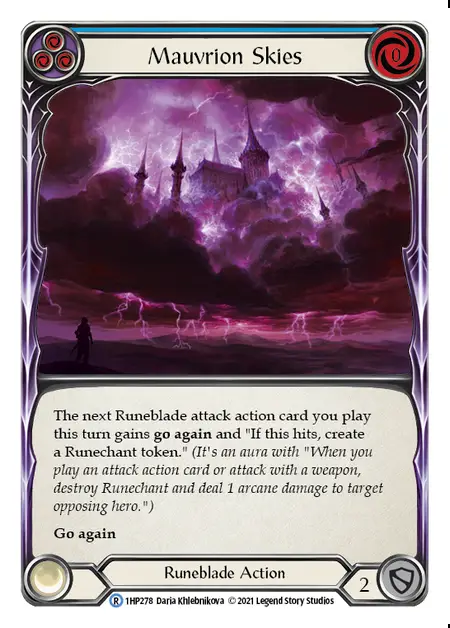 Mauvrion Skies
0
The next Runeblade attack action card you play
this turn gains go again and "If this hits, create
a Runechant token." (It's an aura with "When you
play an attack action card or attack with a weapon,
destroy Runechant and deal 1 arcane damage to target
opposing hero.")
Go again
Runeblade Action
2
R 1HP278 Daria Khlebnikova © 2021 Legend Story Studios